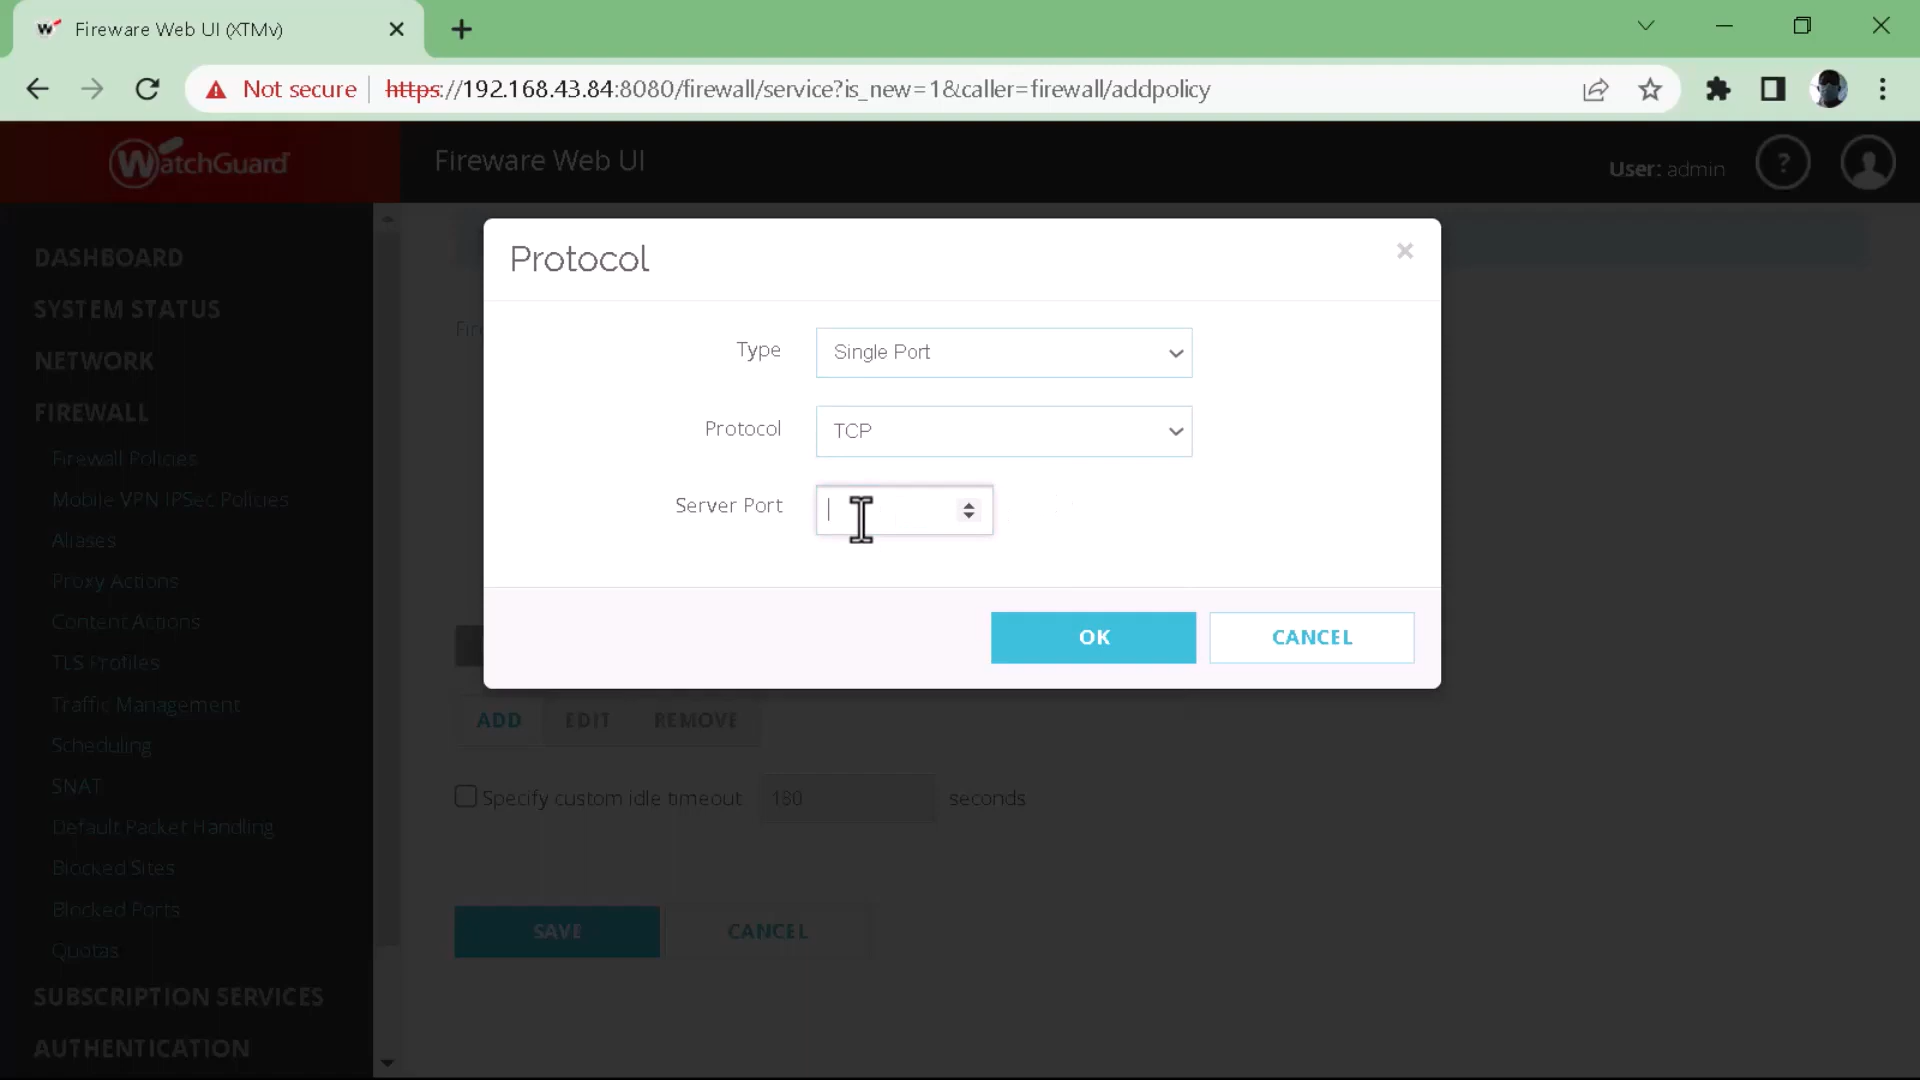 Fireware Web UI (XTMv)
Not secure
https://192.168.43.84:8080/firewall/service?is_new=1&caller=firewall/addpolicy
WatchGuard
Fireware Web UI
User: admin
?
DASHBOARD
SYSTEM STATUS
NETWORK
FIREWALL
Firewall Policies
Mobile VPN IPSec Policies
Aliases
Proxy Actions
Content Actions
TLS Profiles
Traffic Management
Scheduling
SNAT
Default Packet Handling
Blocked Sites
Blocked Ports
Quotas
SUBSCRIPTION SERVICES
AUTHENTICATION
Protocol
×
Type
Single Port
Protocol
TCP
Server Port
OK
CANCEL
ADD
EDIT
REMOVE
Specify custom idle timeout
180
seconds
SAVE
CANCEL